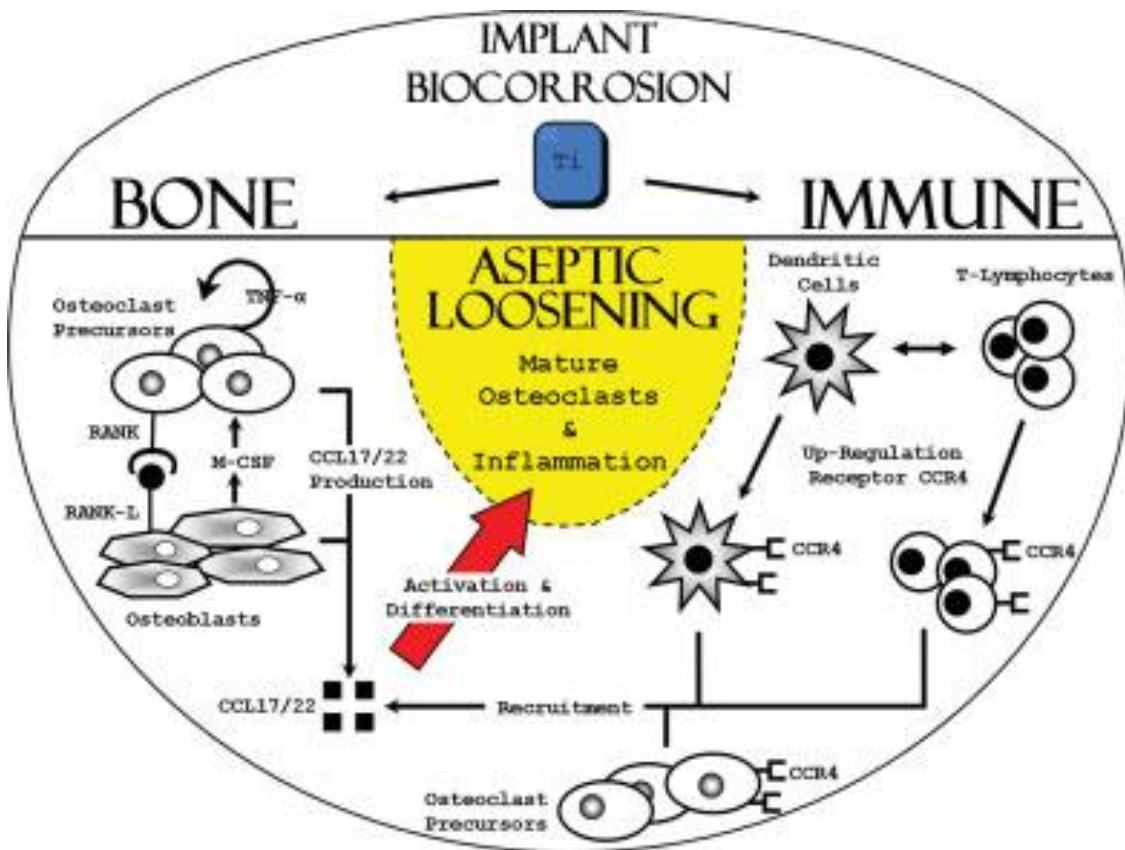 IMPLANT
BIOCORROSION
Ti
BONE
IMMUNE
ASEPTIC
LOOSENING
Mature
Osteoclasts
&
Inflammation
TNF-α
Osteoclast
Precursors
RANK
M-CSF
CCL17/22
Production
RANK-L
Osteoblasts
Dendritic
Cells
T-Lymphocytes
Up-Regulation
Receptor CCR4
CCR4
CCR4
Activation &
Differentiation
CCL17/22
Recruitment
CCR4
Osteoclast
Precursors